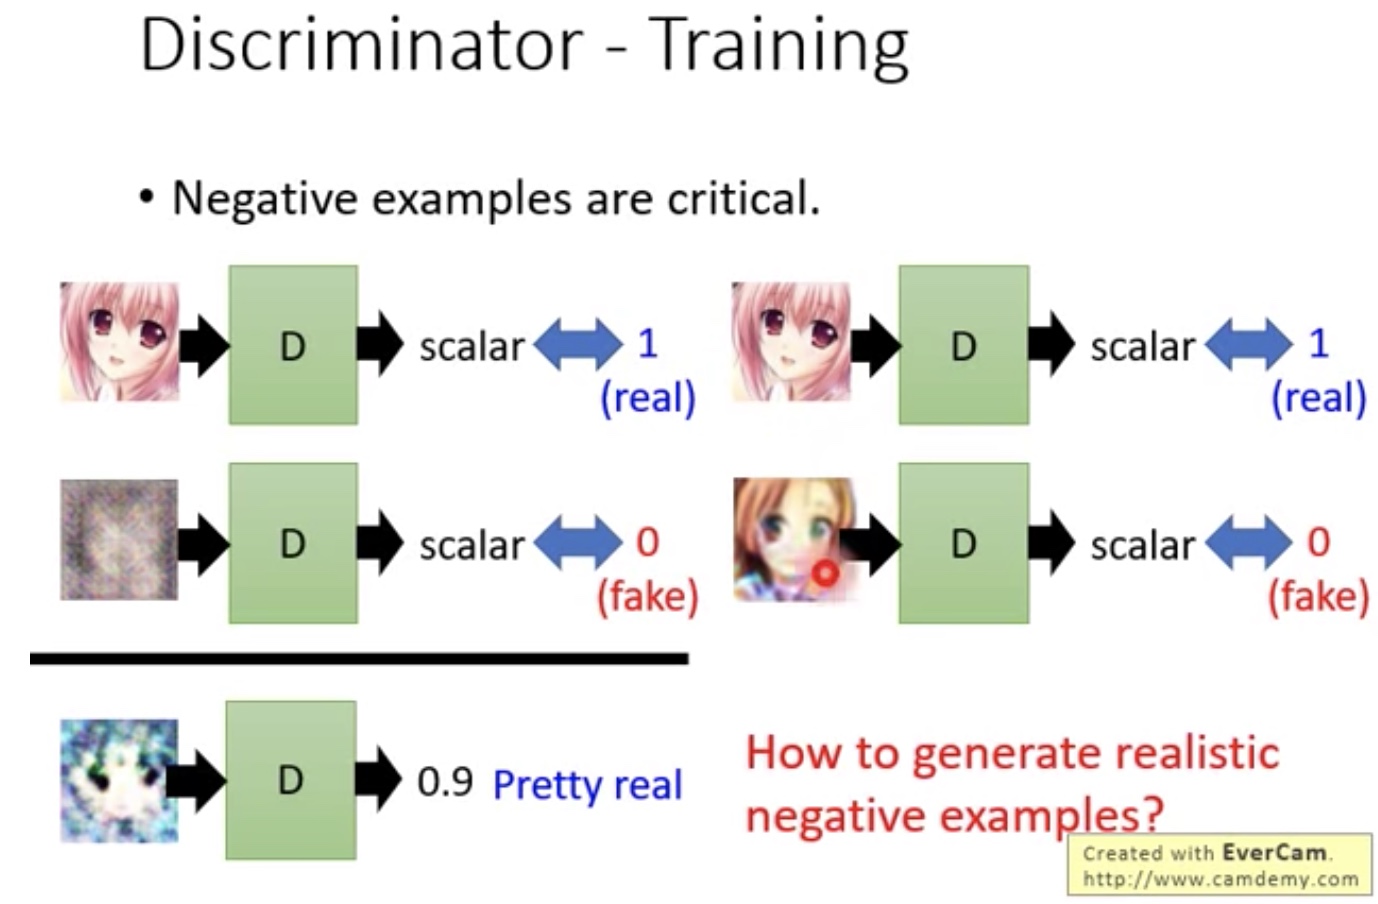 Discriminator - Training
• Negative examples are critical.
D scalar 1
(real)
D scalar 1
(real)
D scalar 0
(fake)
D scalar 0
(fake)
D 0.9 Pretty real
How to generate realistic
negative examples?
Created with EverCam.
http://www.camdemy.com